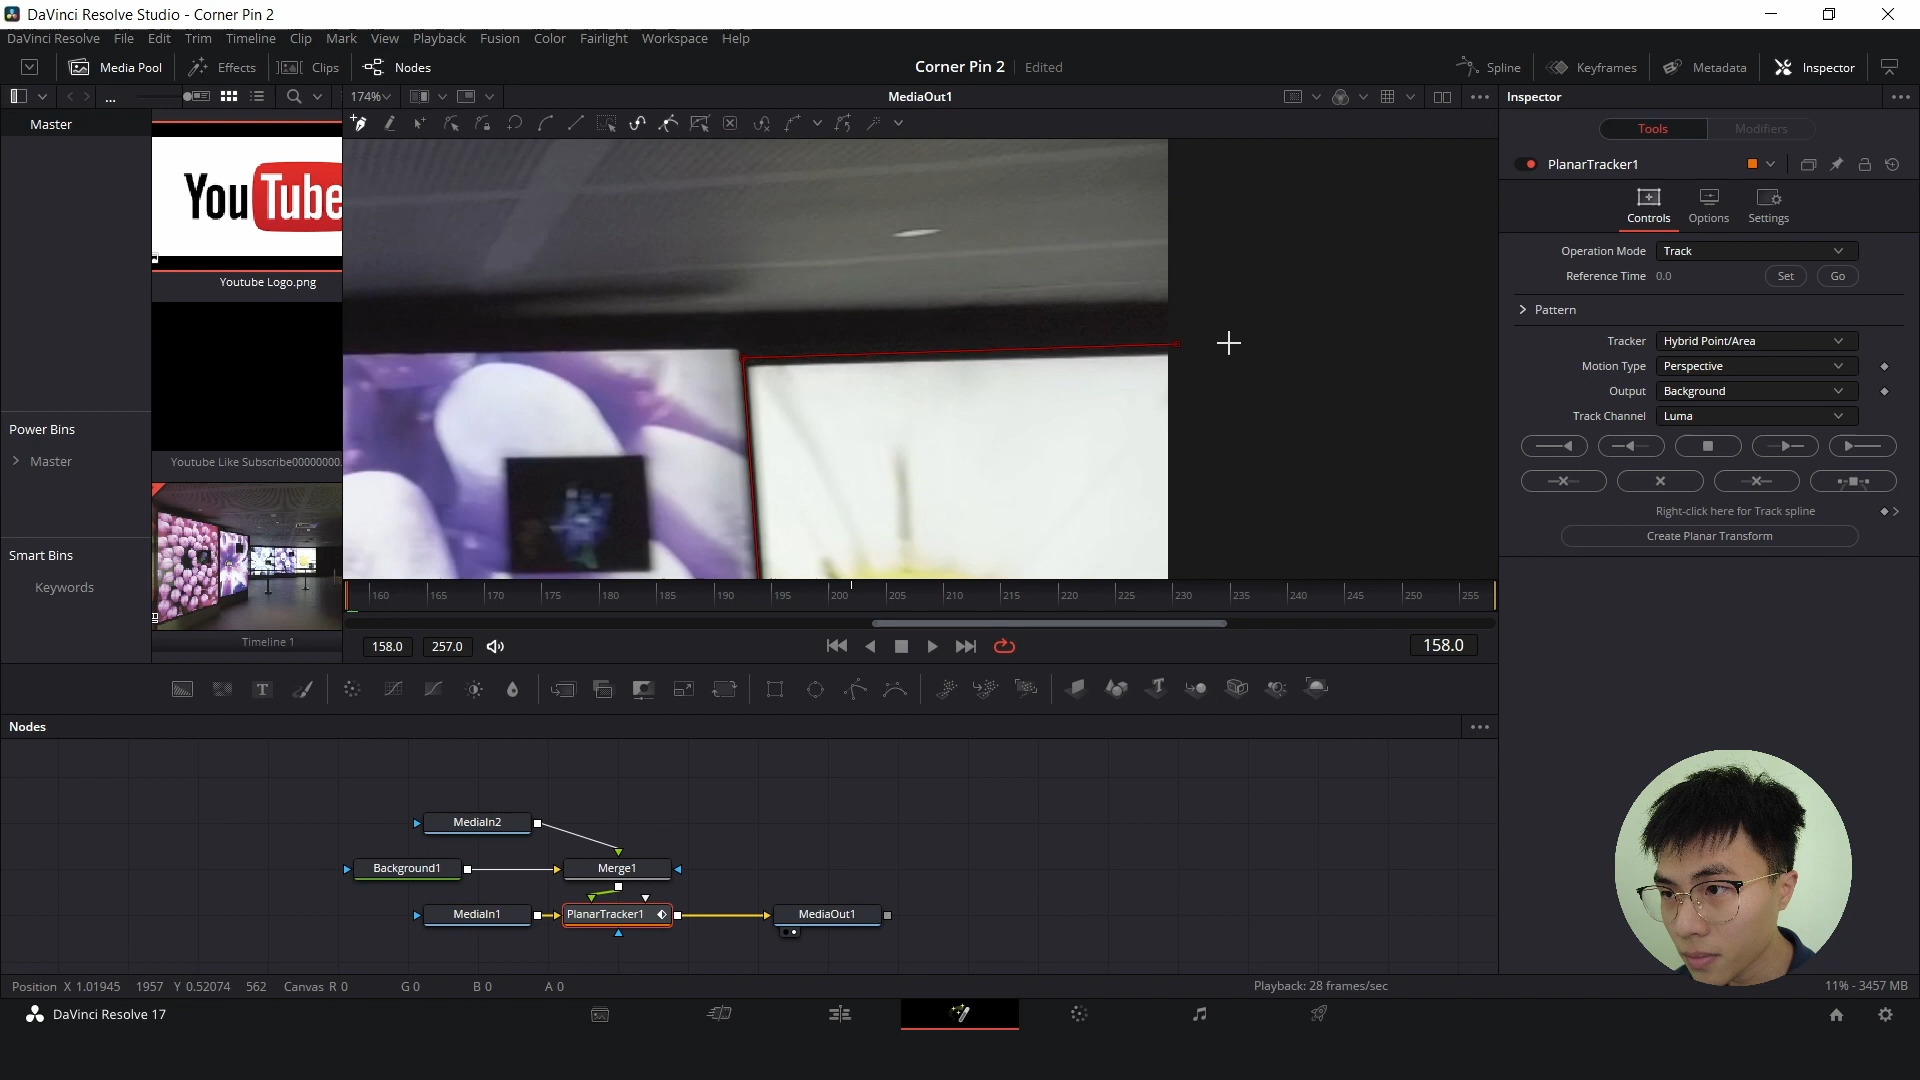 DaVinci Resolve Studio - Corner Pin 2
DaVinci Resolve File Edit Trim Timeline Clip Mark View Playback Fusion Color Fairlight Workspace Help
Media Pool Effects Clips Nodes Corner Pin 2 Edited Spline Keyframes Metadata Inspector
... 174% MediaOut1 Inspector
Master
Tools Modifiers
PlanarTracker1
YouTube
Controls Options Settings
Operation Mode Track
Reference Time 0.0 Set Go
Youtube Logo.png
Pattern
Tracker Hybrid Point/Area
Motion Type Perspective
Output Background
Track Channel Luma
Power Bins
Master
Youtube Like Subscribe00000000.
Right-click here for Track spline
Create Planar Transform
Smart Bins
Keywords
160 165 170 175 180 185 190 195 200 205 210 215 220 225 230 235 240 245 250 255
Timeline 1
158.0 257.0 158.0
T
Nodes
MediaIn2
Background1 Merge1
MediaIn1 PlanarTracker1 MediaOut1
Position X 1.01945 1957 Y 0.52074 562 Canvas R 0 G 0 B 0 A 0 Playback: 28 frames/sec 11% - 3457 MB
DaVinci Resolve 17